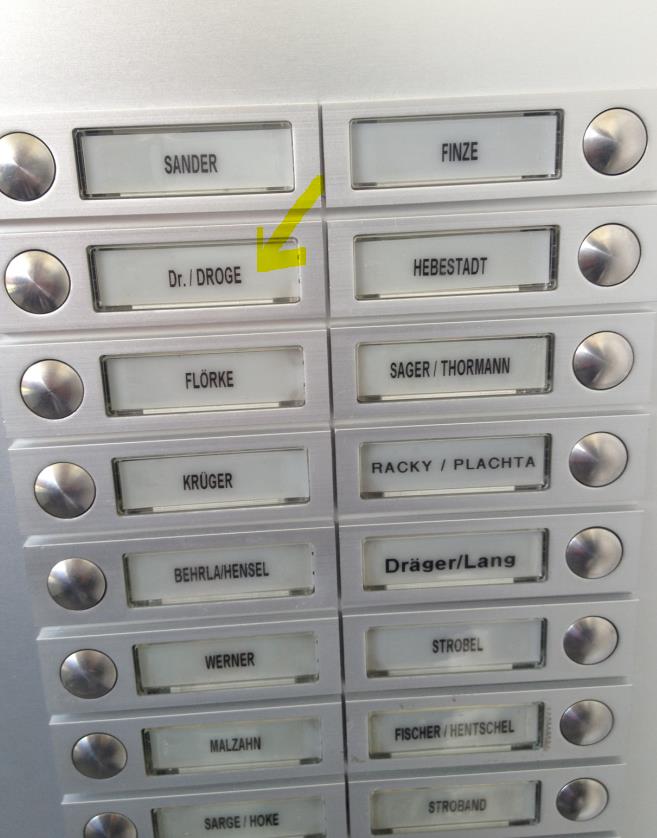 SANDER
FINZE
Dr. / DROGE
HEBESTADT
FLÖRKE
SAGER / THORMANN
KRÜGER
RACKY / PLACHTA
BEHRLA/HENSEL
Dräger/Lang
WERNER
STROBEL
MALZAHN
FISCHER / HENTSCHEL
SARGE / HOKE
STROBAND